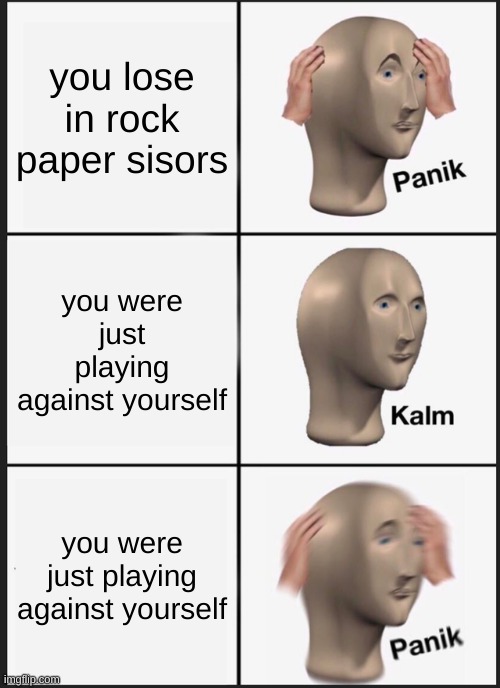 you lose
in rock
paper sisors
Panik
you were
just
playing
against yourself
Kalm
you were
just playing
against yourself
Panik
imgflip.com